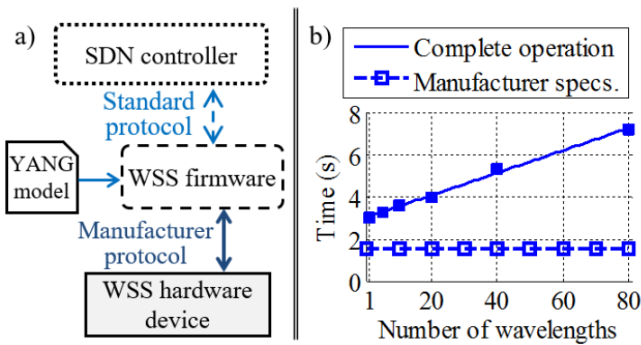 a)
SDN controller
Standard
protocol
YANG
model
WSS firmware
Manufacturer
protocol
WSS hardware
device
b)
Complete operation
Manufacturer specs.
Time (s)
8
6
4
2
0
1 20 40 60 80
Number of wavelengths